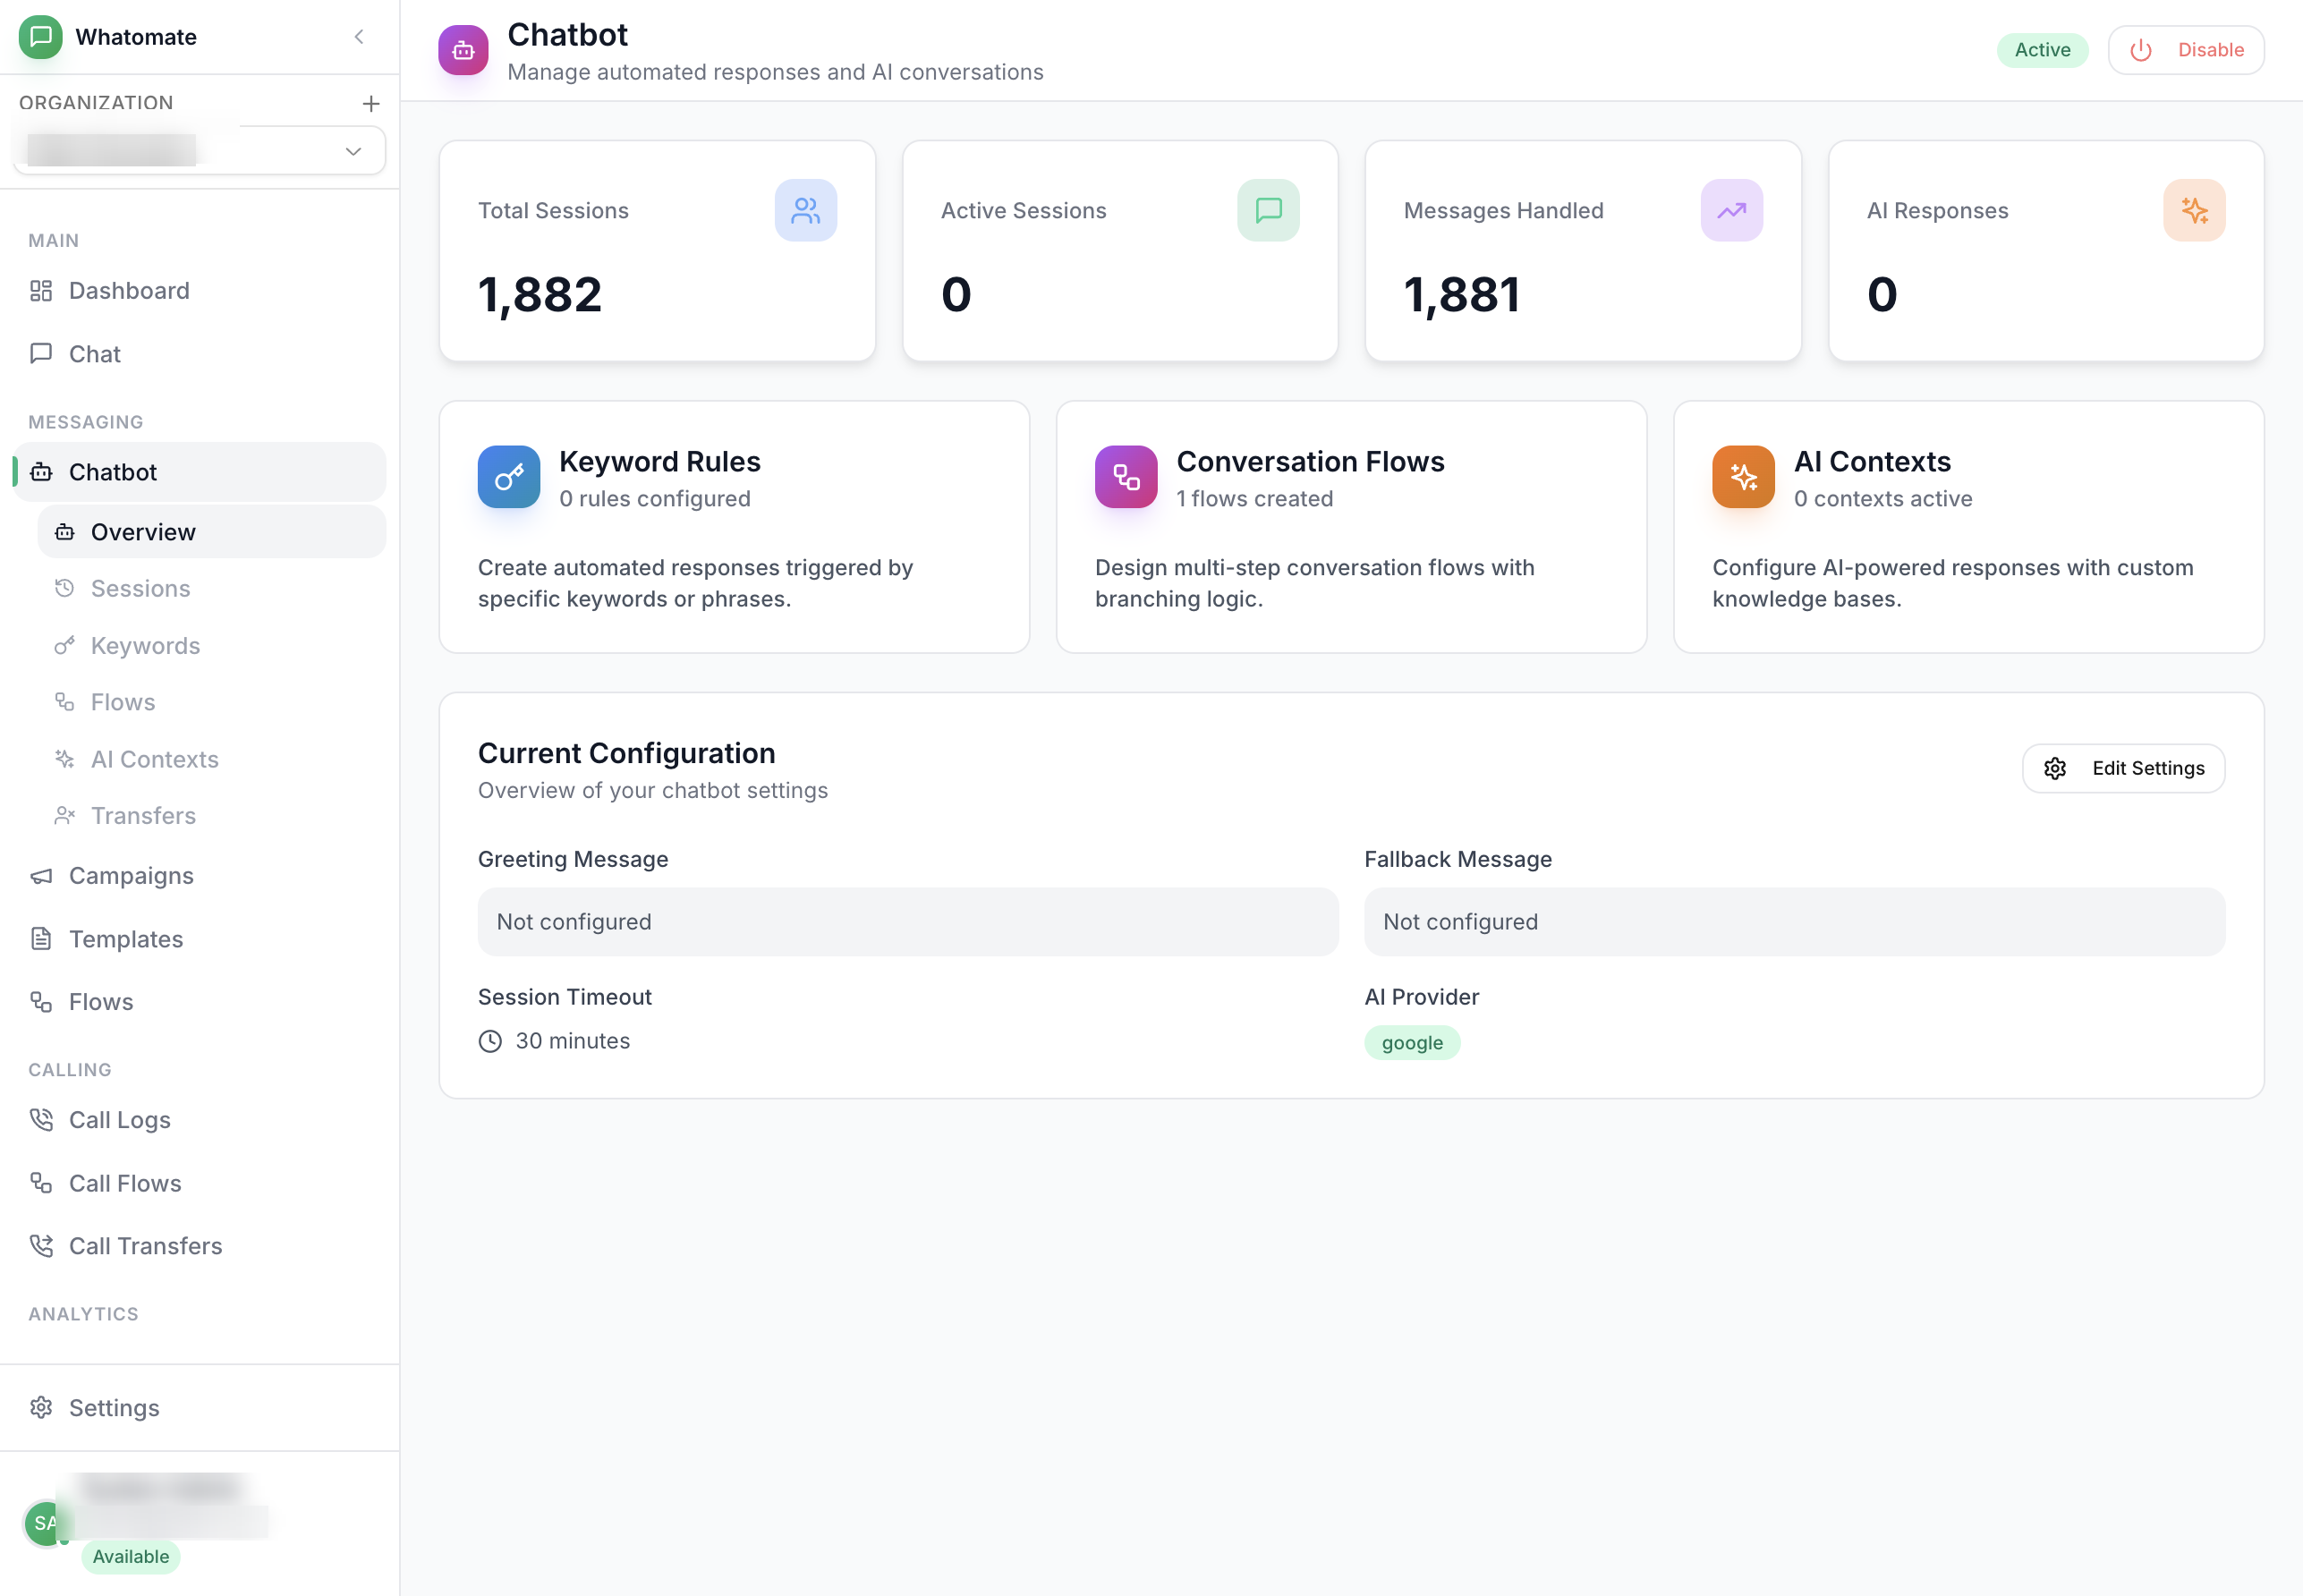 Whatomate
ORGANIZATION
MAIN
Dashboard
Chat
MESSAGING
Chatbot
Overview
Sessions
Keywords
Flows
AI Contexts
Transfers
Campaigns
Templates
Flows
CALLING
Call Logs
Call Flows
Call Transfers
ANALYTICS
Settings
SA
Available
Chatbot
Manage automated responses and AI conversations
Active
Disable
Total Sessions
1,882
Active Sessions
0
Messages Handled
1,881
AI Responses
0
Keyword Rules
0 rules configured
Create automated responses triggered by
specific keywords or phrases.
Conversation Flows
1 flows created
Design multi-step conversation flows with
branching logic.
AI Contexts
0 contexts active
Configure AI-powered responses with custom
knowledge bases.
Current Configuration
Overview of your chatbot settings
Edit Settings
Greeting Message
Not configured
Fallback Message
Not configured
Session Timeout
30 minutes
AI Provider
google